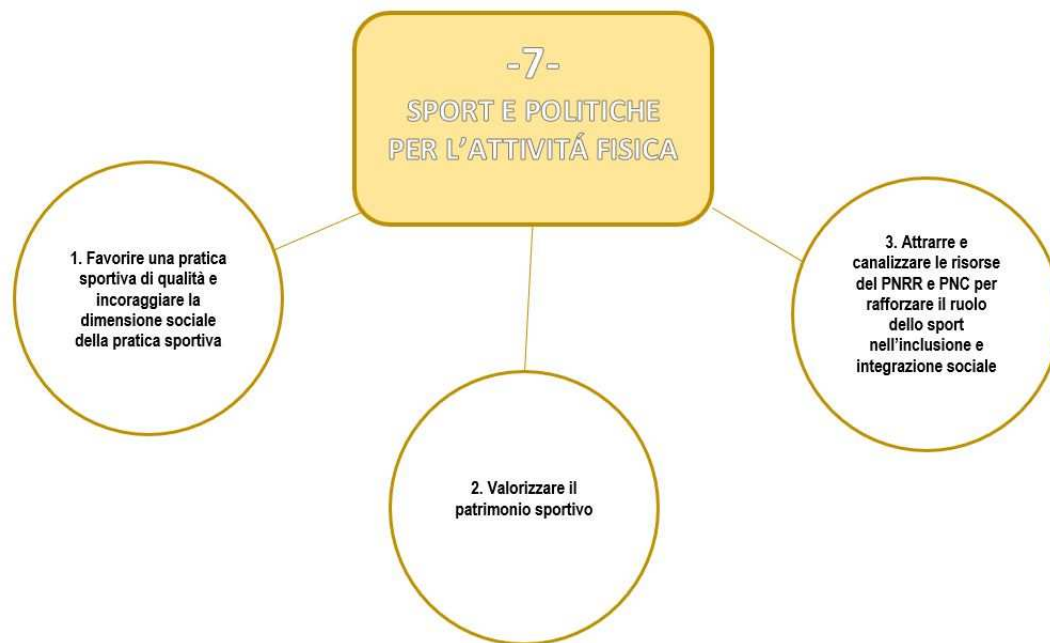 -7-
SPORT E POLITICHE
PER L'ATTIVITÁ FISICA
1. Favorire una pratica
sportiva di qualità e
incoraggiare la
dimensione sociale
della pratica sportiva
2. Valorizzare il
patrimonio sportivo
3. Attrarre e
canalizzare le risorse
del PNRR e PNC per
rafforzare il ruolo
dello sport
nell'inclusione e
integrazione sociale